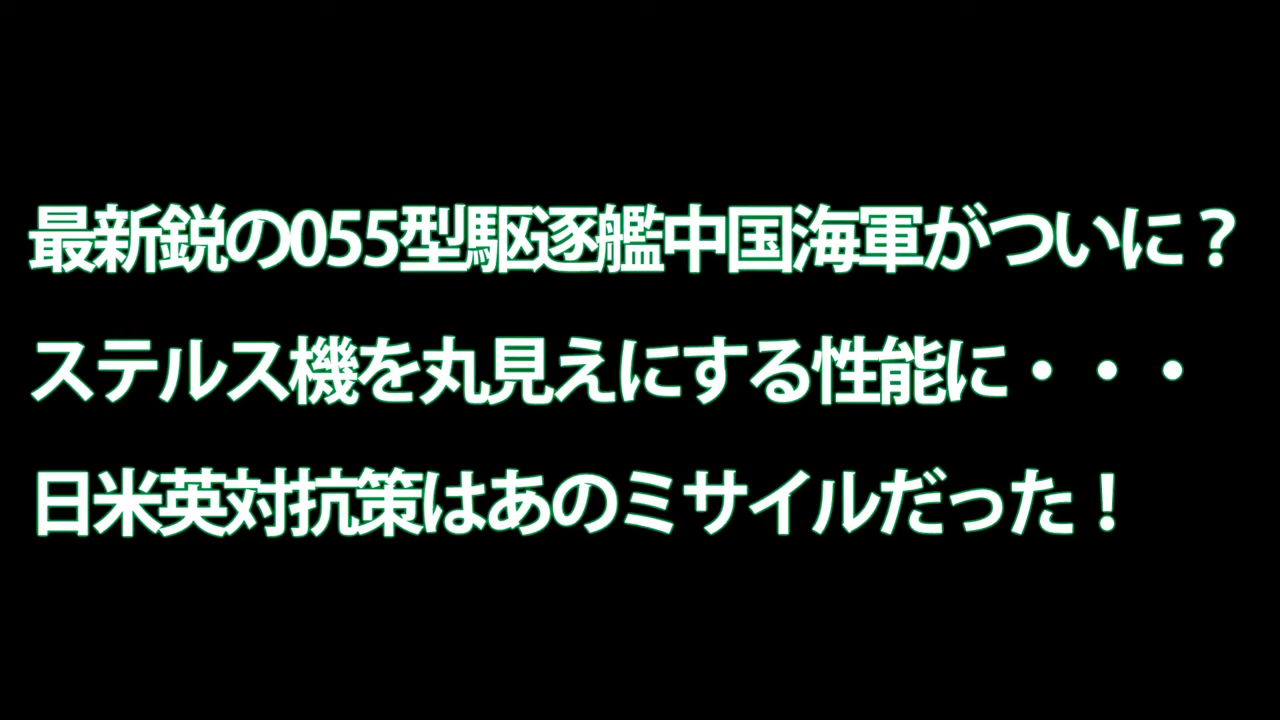 最新鋭の055型駆逐艦中国海軍がついに？
ステルス機を丸見えにする性能に・・・
日米英対抗策はあのミサイルだった！